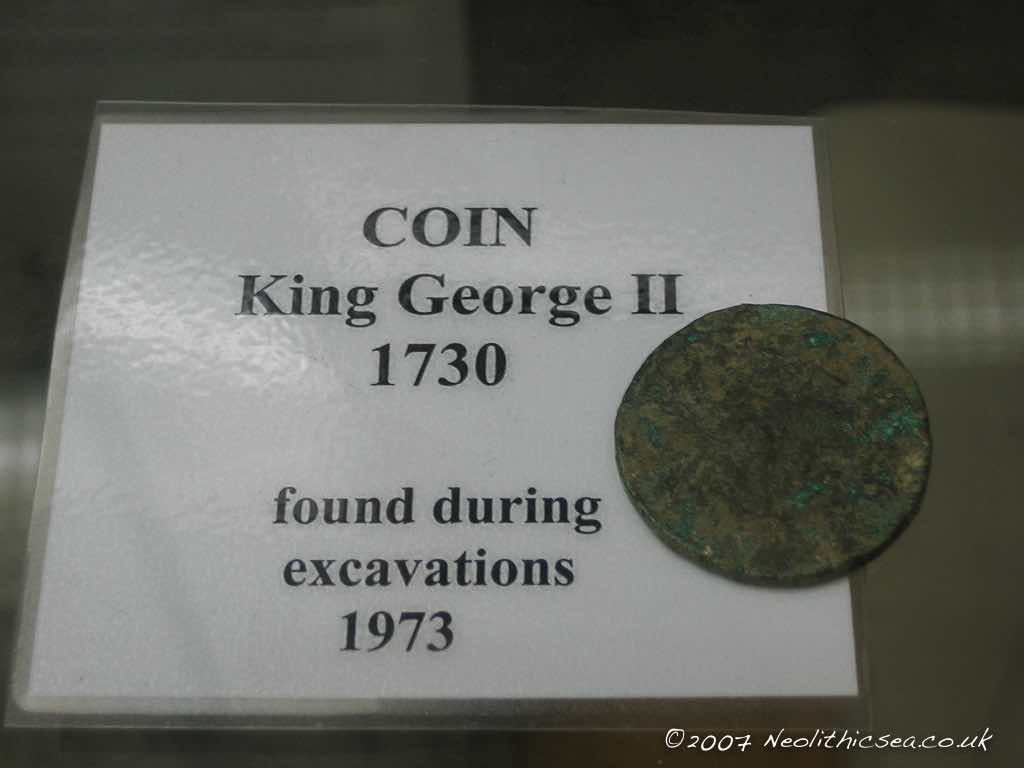 COIN
King George II
1730
found during
excavations
1973
©2007 Neolithicsea.co.uk